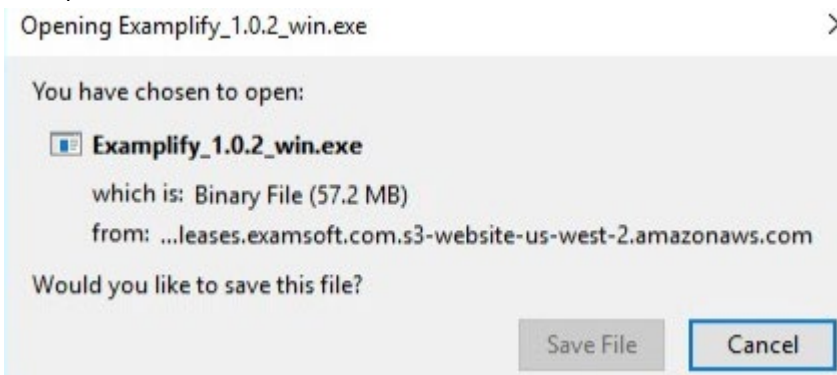 Opening Examplify_1.0.2_win.exe
You have chosen to open:
Examplify_1.0.2_win.exe
which is: Binary File (57.2 MB)
from: ...leases.examsoft.com.s3-website-us-west-2.amazonaws.com
Would you like to save this file?
Save File Cancel